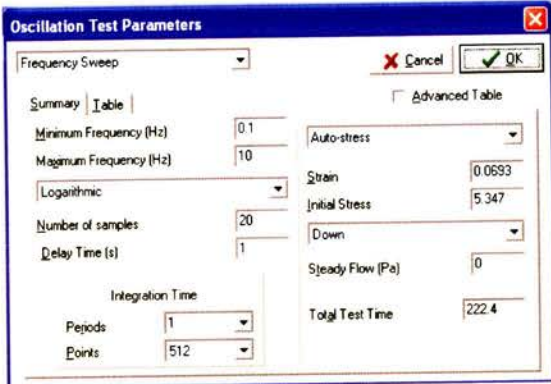 Oscillation Test Parameters
Frequency Sweep
Cancel
OK
Summary
Table
Advanced Table
Minimum Frequency (Hz)
0.1
Maximum Frequency (Hz)
10
Logarithmic
Number of samples
20
Delay Time (s)
1
Integration Time
Periods
1
Points
512
Auto-stress
Strain
0.0693
Initial Stress
5.347
Down
Steady Flow (Pa)
0
Total Test Time
222.4